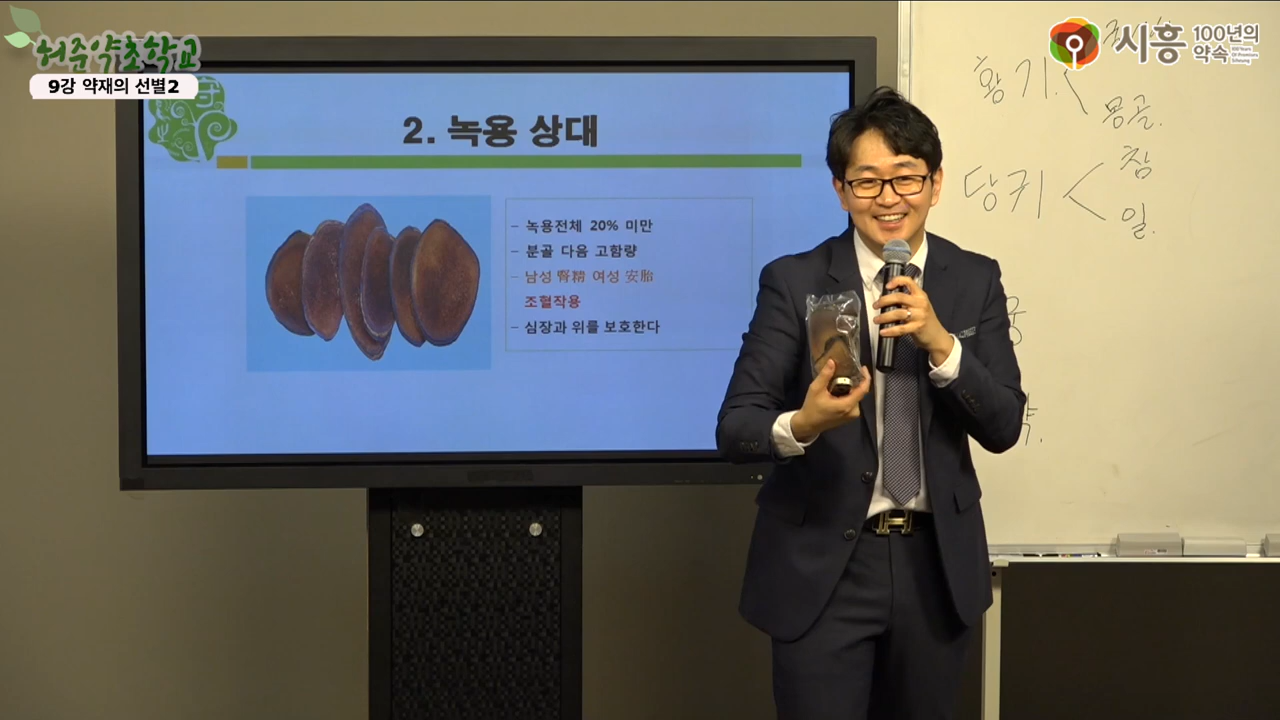 허준약초학교
9강 약재의 선별2
시흥 100년의 약속
2. 녹용 상대
- 녹용전체 20% 미만
- 분골 다음 고함량
- 남성 腎精 여성 安胎
조혈작용
- 심장과 위를 보호한다
황기<
몽골.
당귀<
참
일.